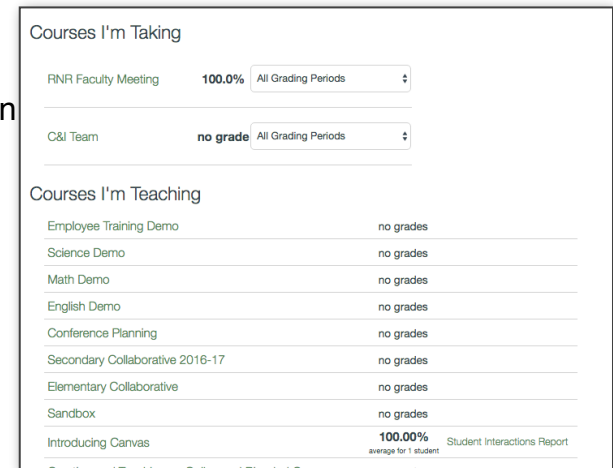 Courses I'm Taking
RNR Faculty Meeting 100.0% All Grading Periods
n
C&I Team no grade All Grading Periods
Courses I'm Teaching
Employee Training Demo no grades
Science Demo no grades
Math Demo no grades
English Demo no grades
Conference Planning no grades
Secondary Collaborative 2016-17 no grades
Elementary Collaborative no grades
Sandbox no grades
Introducing Canvas 100.00% Student Interactions Report
average for 1 student